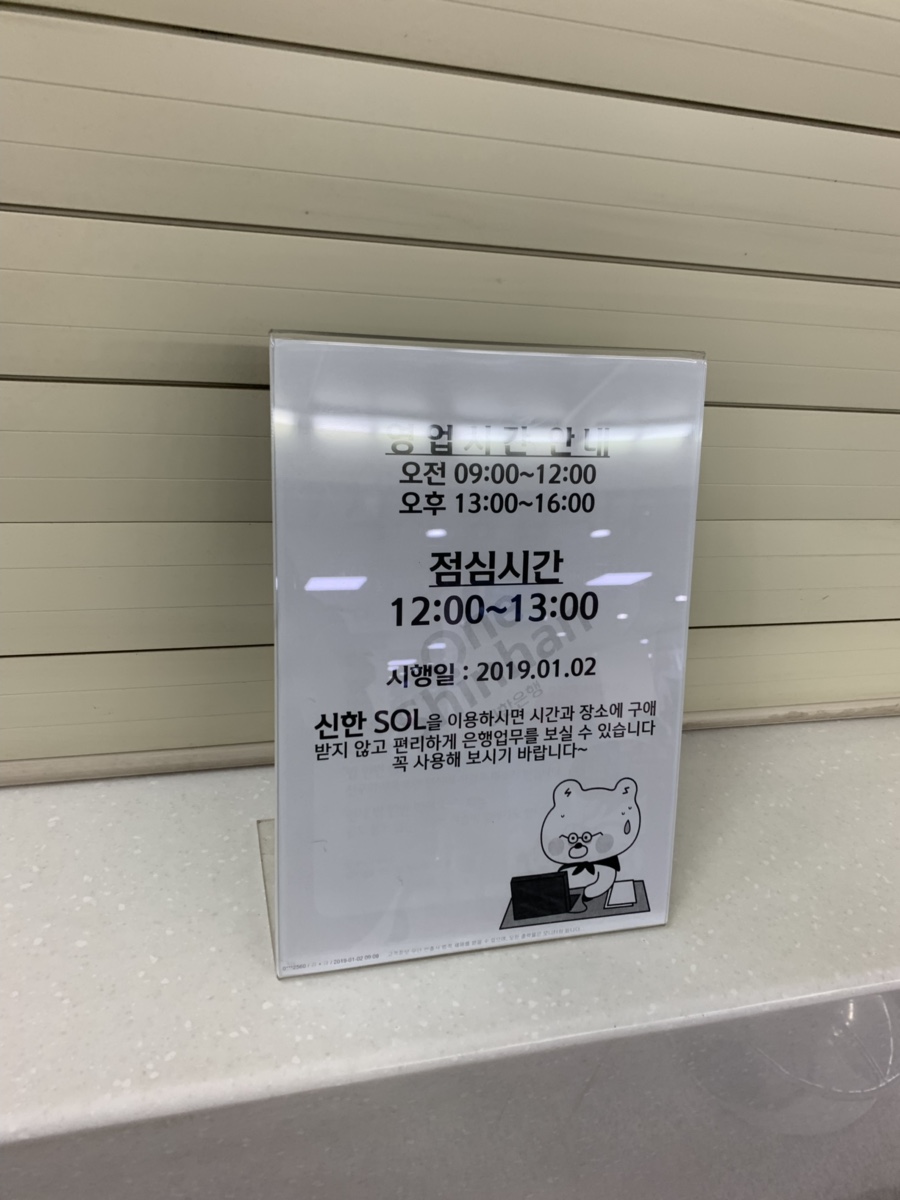 영 업 시 간 안 내
오전 09:00~12:00
오후 13:00~16:00
점심시간
12:00~13:00
시행일 : 2019.01.02
신한 SOL을 이용하시면 시간과 장소에 구애
받지 않고 편리하게 은행업무를 보실 수 있습니다
꼭 사용해 보시기 바랍니다~
One
Shinhan